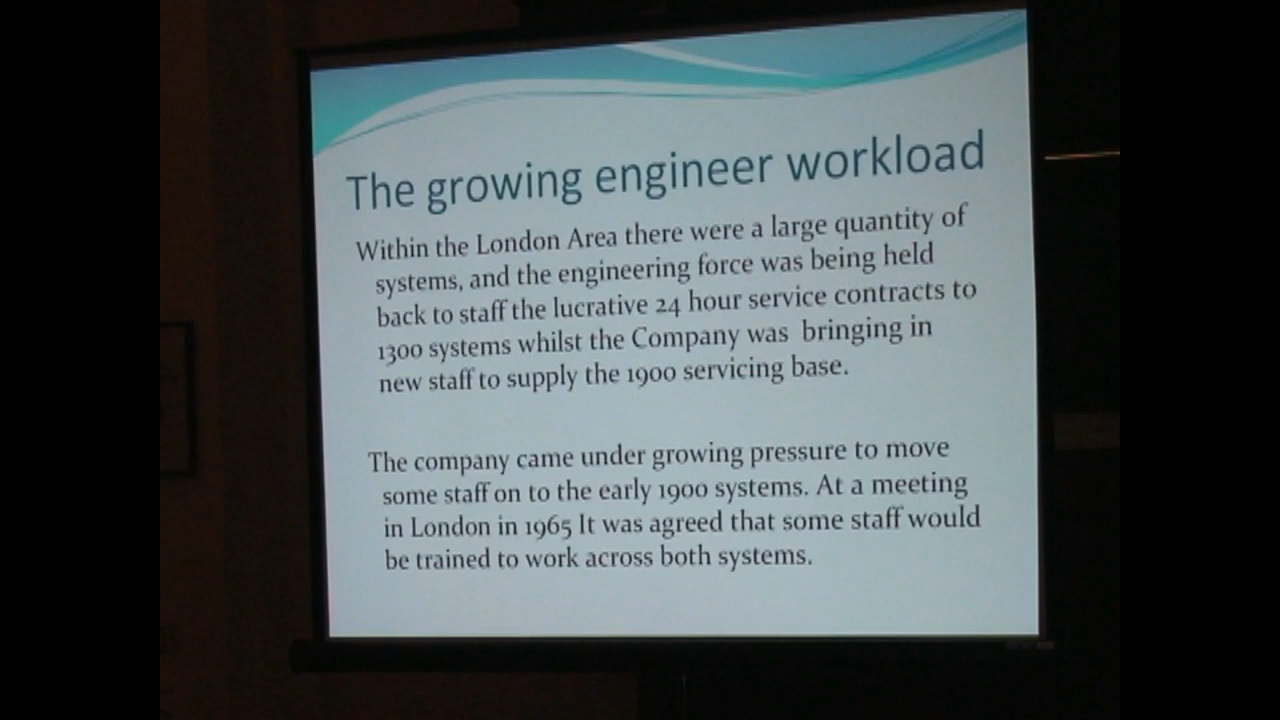 The growing engineer workload
Within the London Area there were a large quantity of
systems, and the engineering force was being held
back to staff the lucrative 24 hour service contracts to
1300 systems whilst the Company was bringing in
new staff to supply the 1900 servicing base.
The company came under growing pressure to move
some staff on to the early 1900 systems. At a meeting
in London in 1965 It was agreed that some staff would
be trained to work across both systems.